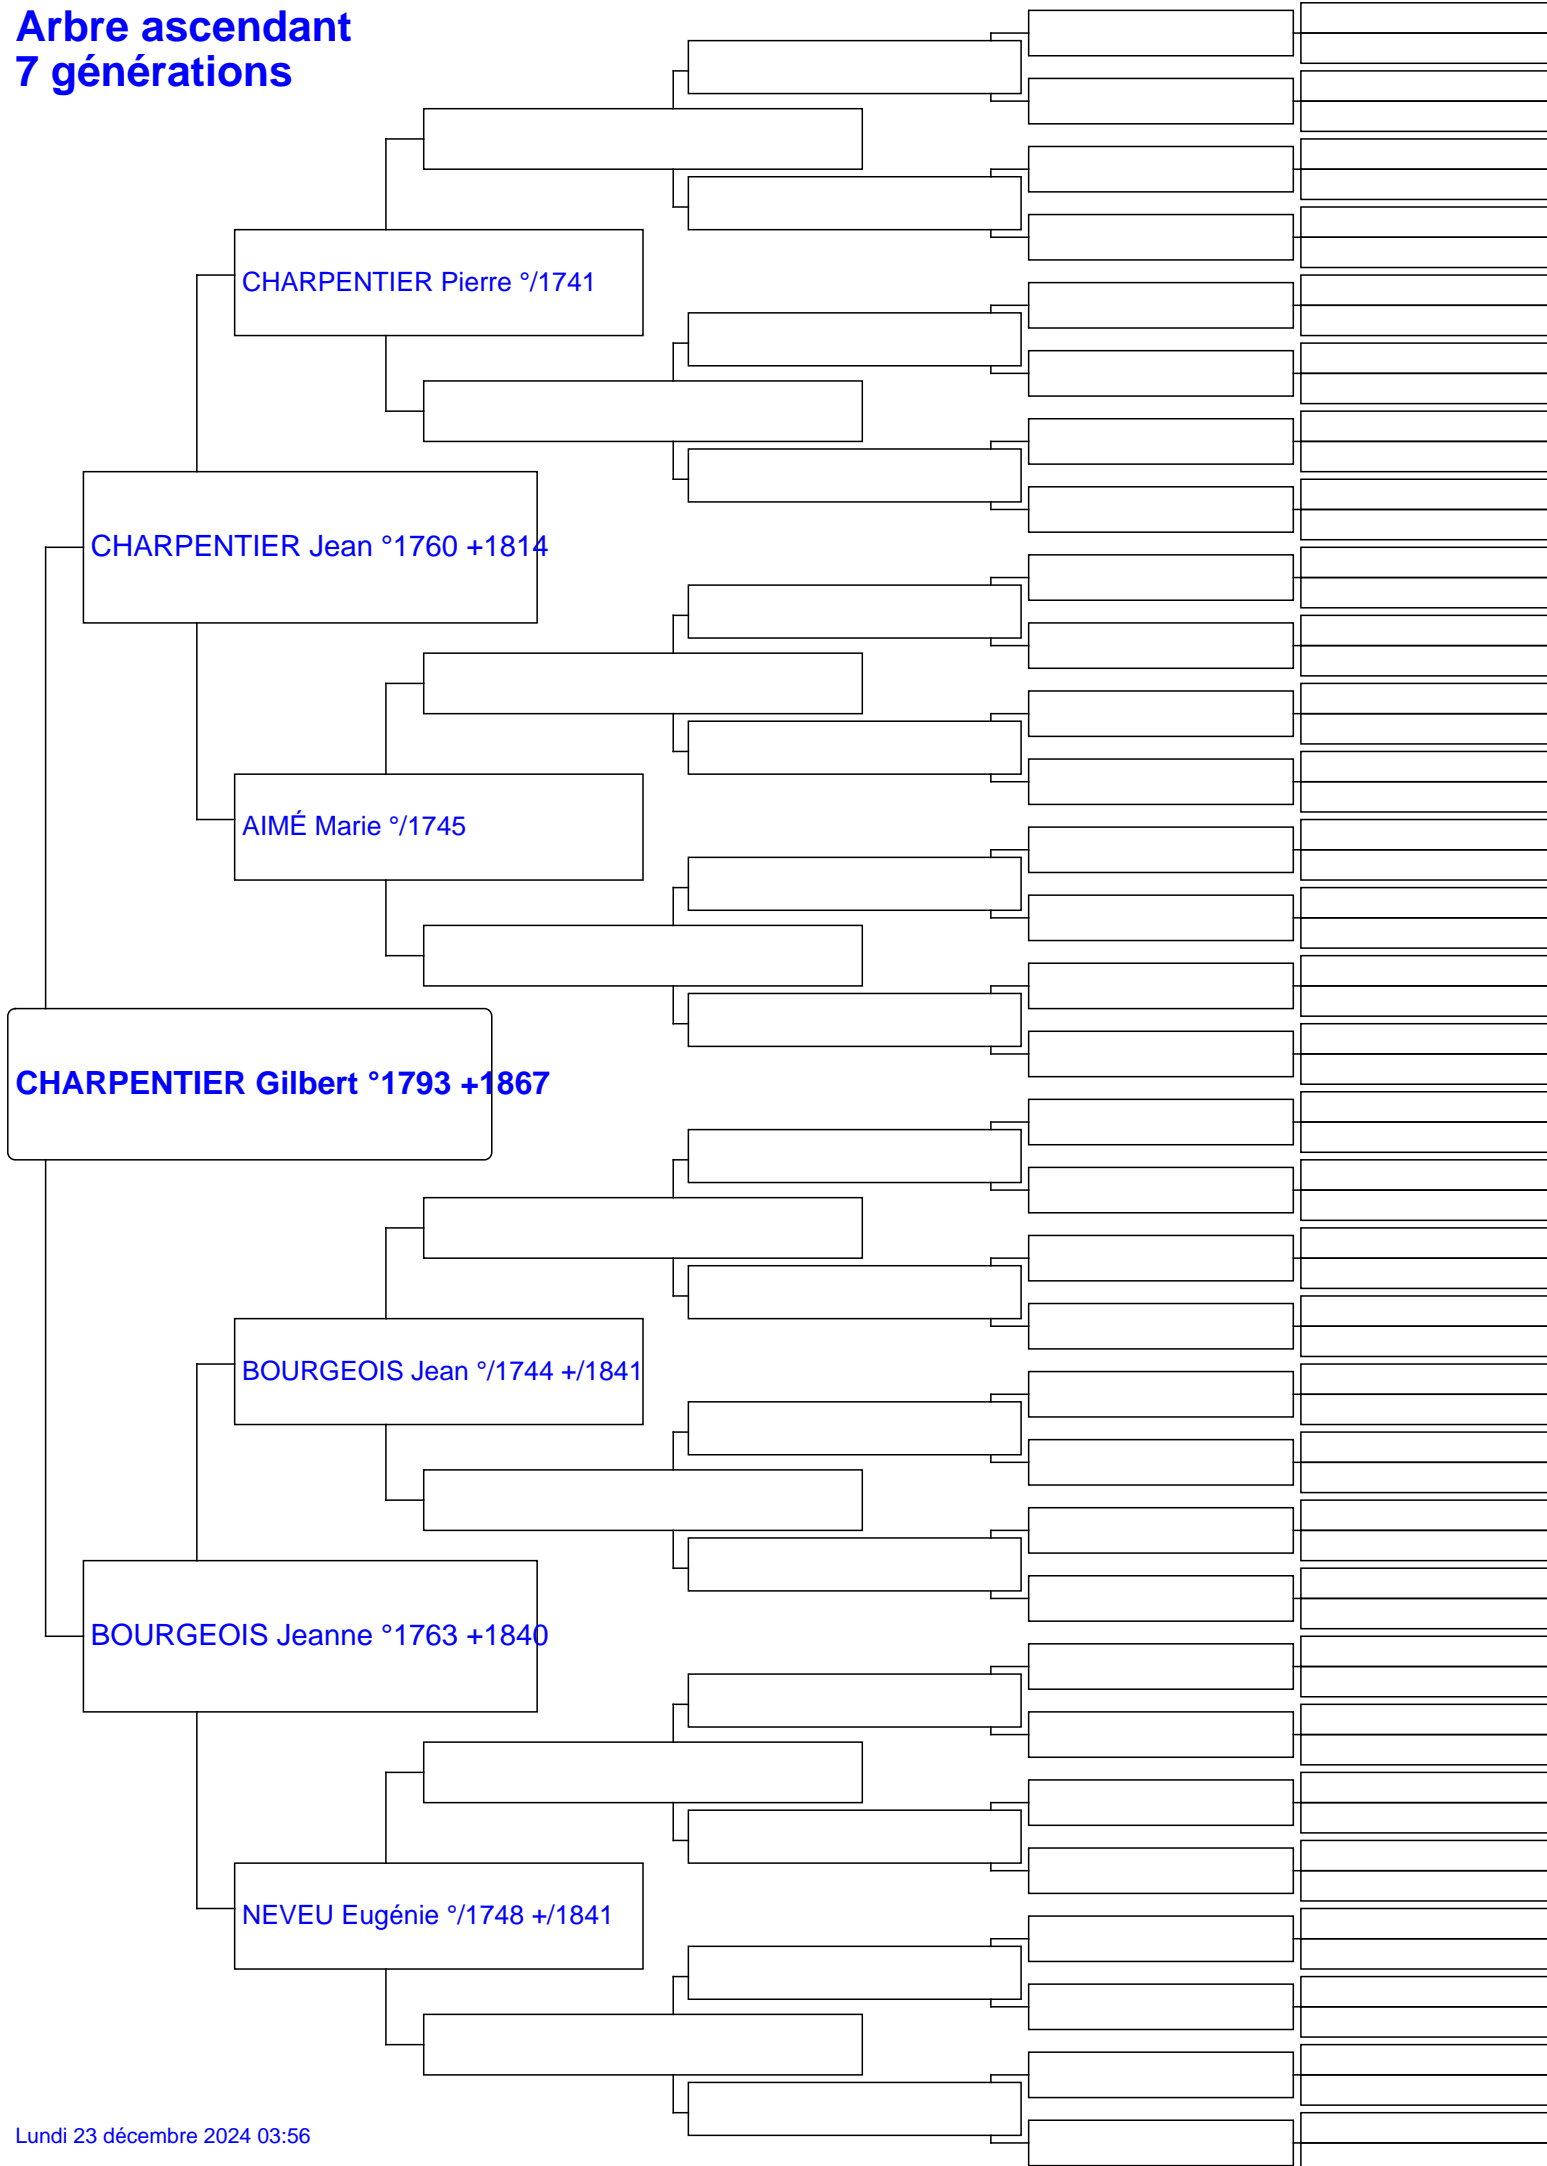 Arbre ascendant
7 générations
CHARPENTIER Pierre °/1741
CHARPENTIER Jean °1760 +1814
AIMÉ Marie °/1745
CHARPENTIER Gilbert °1793 +1867
BOURGEOIS Jean °/1744 +/1841
BOURGEOIS Jeanne °1763 +1840
NEVEU Eugénie °/1748 +/1841
Lundi 23 décembre 2024 03:56